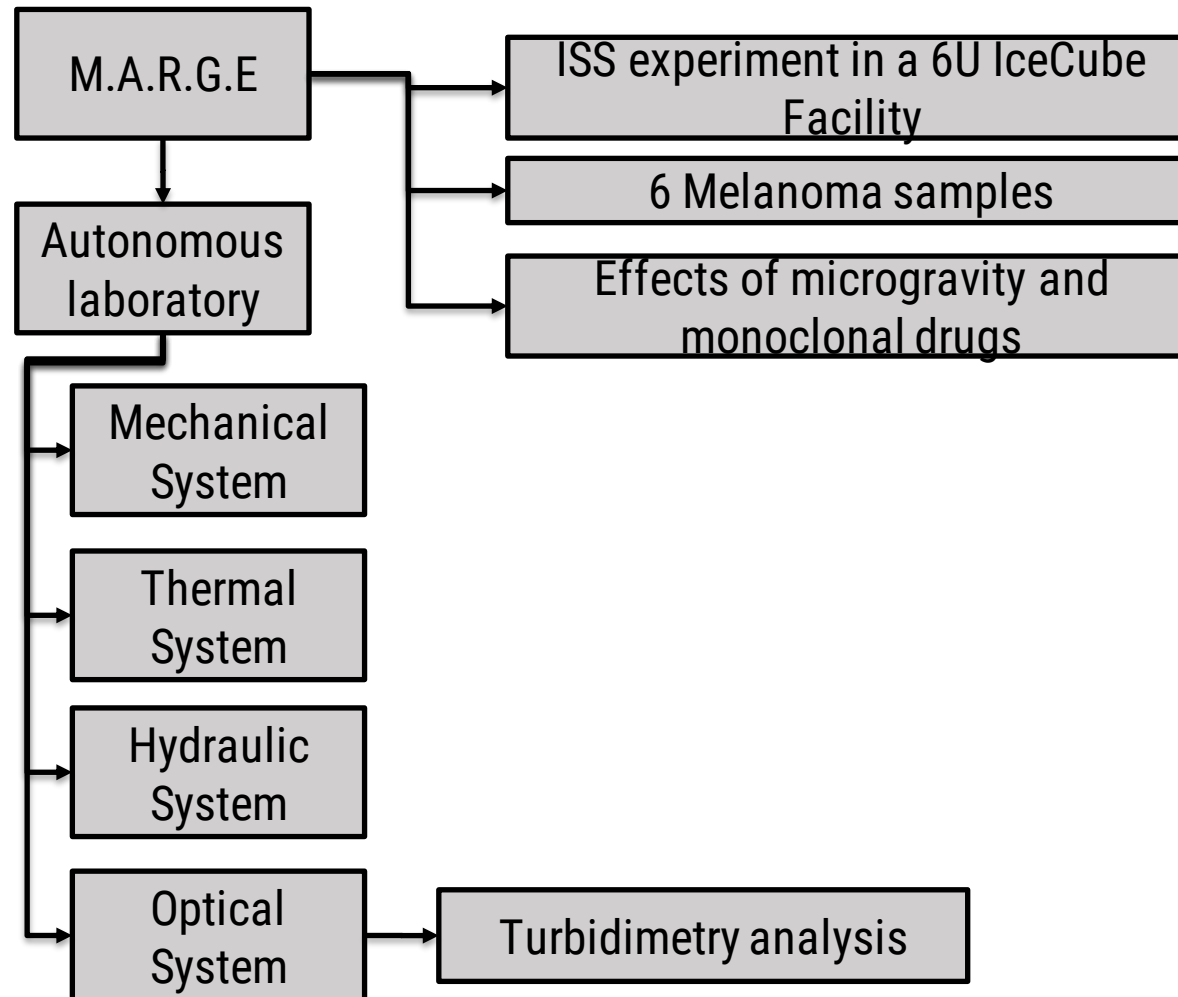 M.A.R.G.E
ISS experiment in a 6U IceCube
Facility
6 Melanoma samples
Effects of microgravity and
monoclonal drugs
Autonomous
laboratory
Mechanical
System
Thermal
System
Hydraulic
System
Optical
System
Turbidimetry analysis